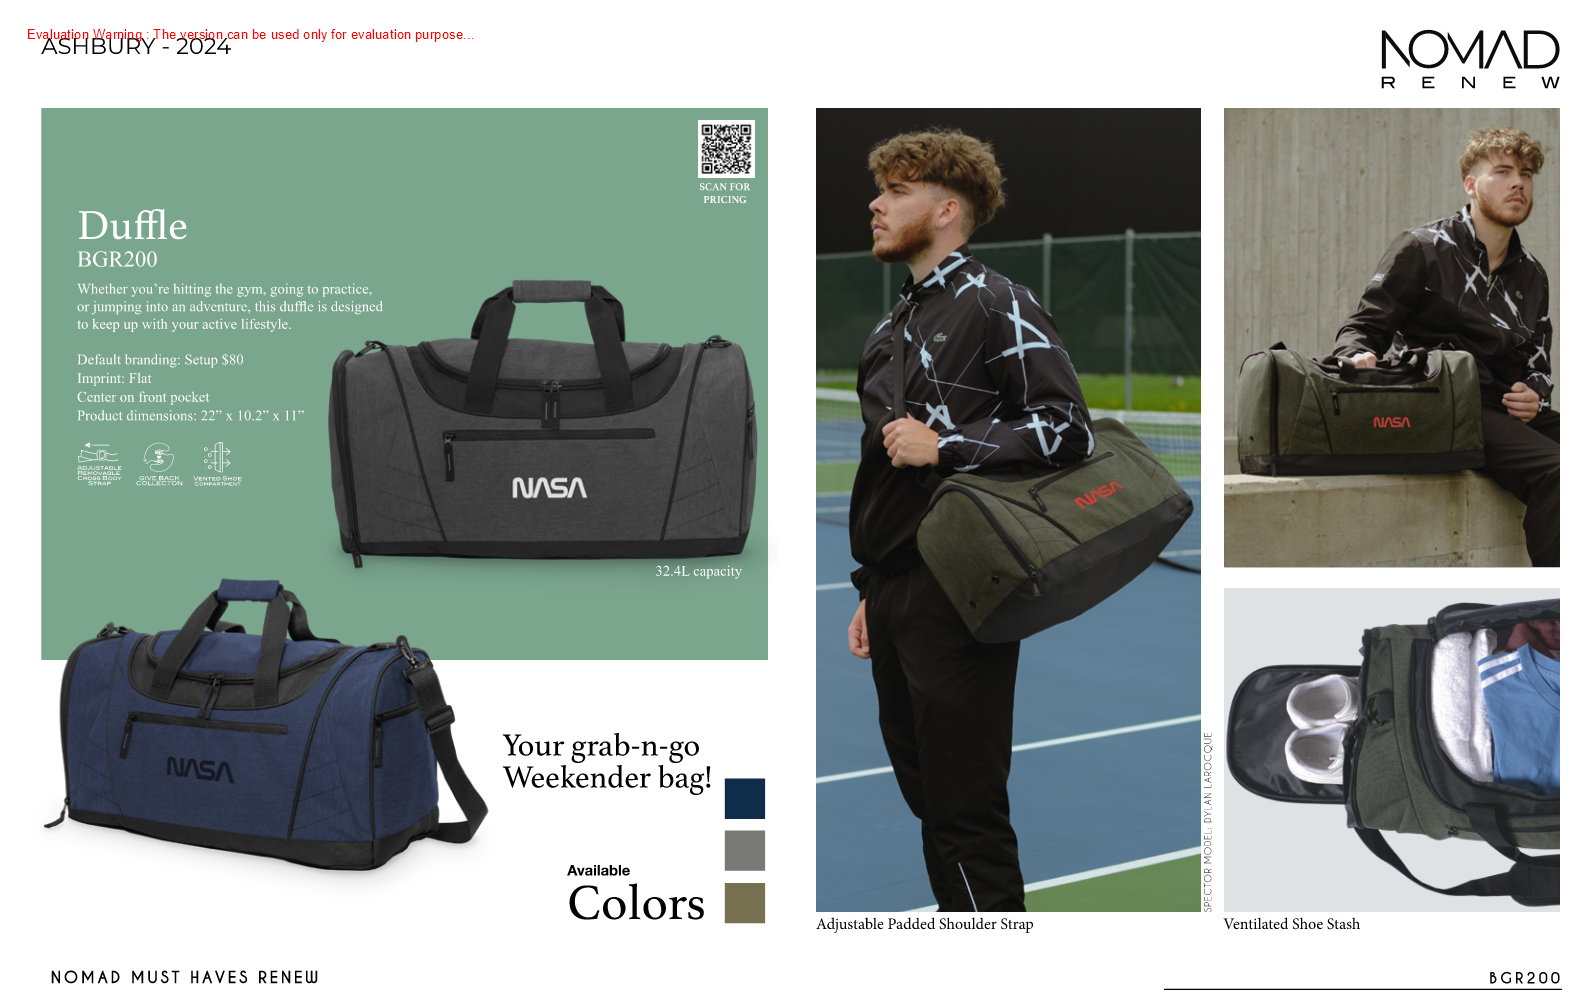 Evaluation Warning : The version can be used only for evaluation purpose...
ASHBURY - 2024
NOMAD
RENEW
SCAN FOR
PRICING
Duffle
BGR200
Whether you’re hitting the gym, going to practice,
or jumping into an adventure, this duffle is designed
to keep up with your active lifestyle.
Default branding: Setup $80
Imprint: Flat
Center on front pocket
Product dimensions: 22” x 10.2” x 11”
ADJUSTABLE
REMOVABLE
CROSS BODY
STRAP
GIVE BACK
COLLECTON
VENTED SHOE
COMPARTMENT
NASA
32.4L capacity
NASA
Your grab-n-go
Weekender bag!
Available
Colors
NASA
NASA
SPECTOR MODEL: DYLAN LAROCQUE
Adjustable Padded Shoulder Strap
Ventilated Shoe Stash
NOMAD MUST HAVES RENEW
BGR200